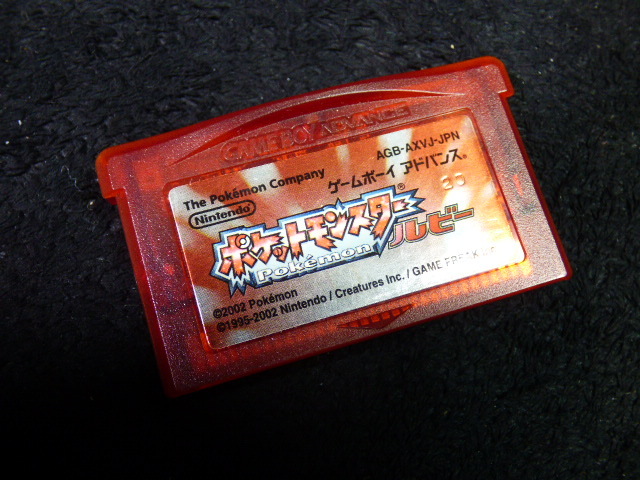 GAME BOY ADVANCE
AGB-AXVJ-JPN
The Pokémon Company
ゲームボーイ アドバンス®
Nintendo
20
ポケットモンスター®
Pokémon
ルビー
©2002 Pokémon
©1995-2002 Nintendo / Creatures Inc. / GAME FREAK